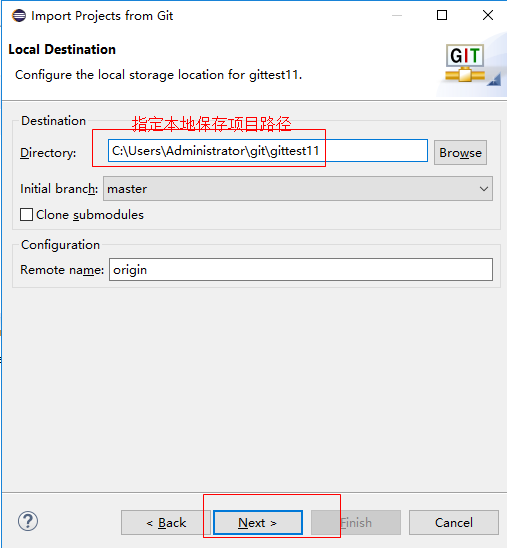 Import Projects from Git
Local Destination
Configure the local storage location for gittest11.
GIT
Destination
指定本地保存项目路径
Directory: C:\Users\Administrator\git\gittest11 Browse
Initial branch: master
Clone submodules
Configuration
Remote name: origin
? < Back Next > Finish Cancel